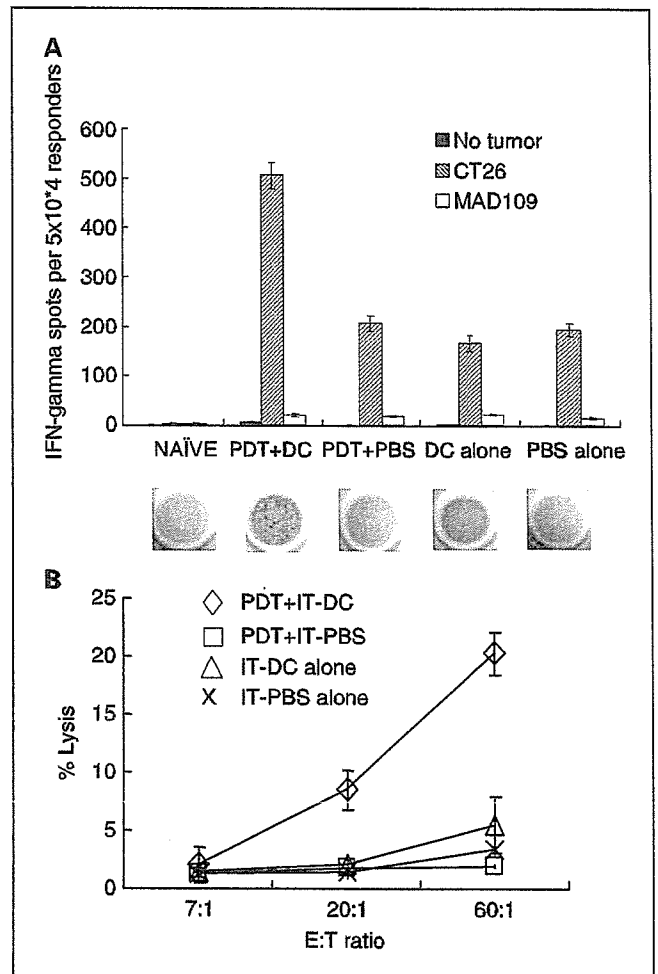 A
IFN-gamma spots per 5x10*4 responders
600
500
400
300
200
100
0
No tumor
CT26
MAD109
NAÏVE PDT+DC PDT+PBS DC alone PBS alone
B
% Lysis
25
20
15
10
5
0
PDT+IT-DC
PDT+IT-PBS
IT-DC alone
IT-PBS alone
7:1 20:1 60:1
E:T ratio